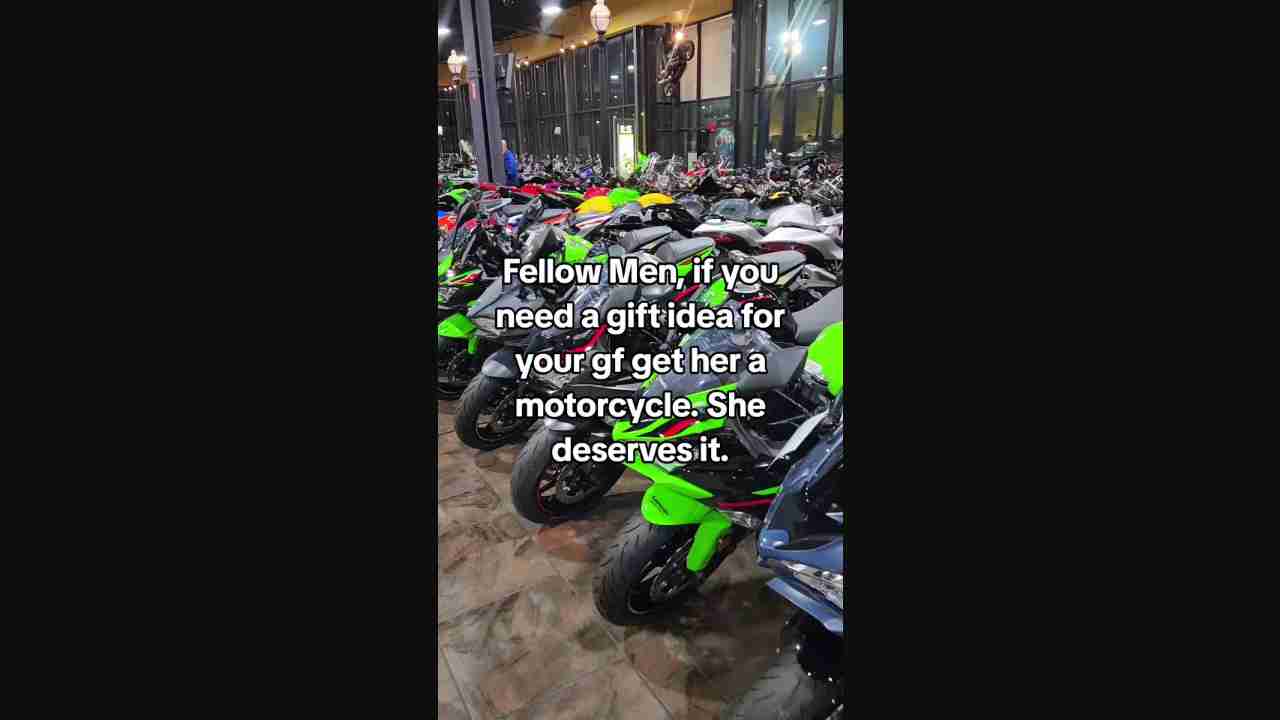 Fellow Men, if you
need a gift idea for
your gf get her a
motorcycle. She
deserves it.